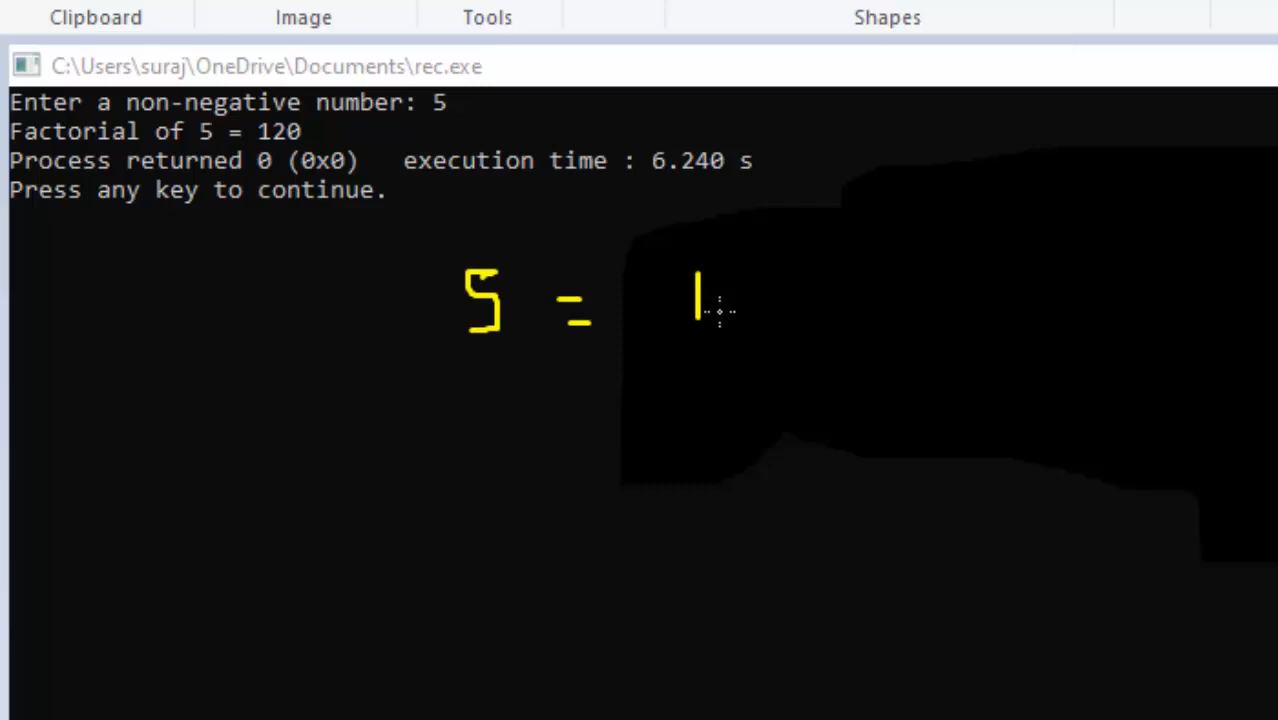 Clipboard Image Tools Shapes
C:\Users\suraj\OneDrive\Documents\rec.exe
Enter a non-negative number: 5
Factorial of 5 = 120
Process returned 0 (0x0)   execution time : 6.240 s
Press any key to continue.
5 = 1